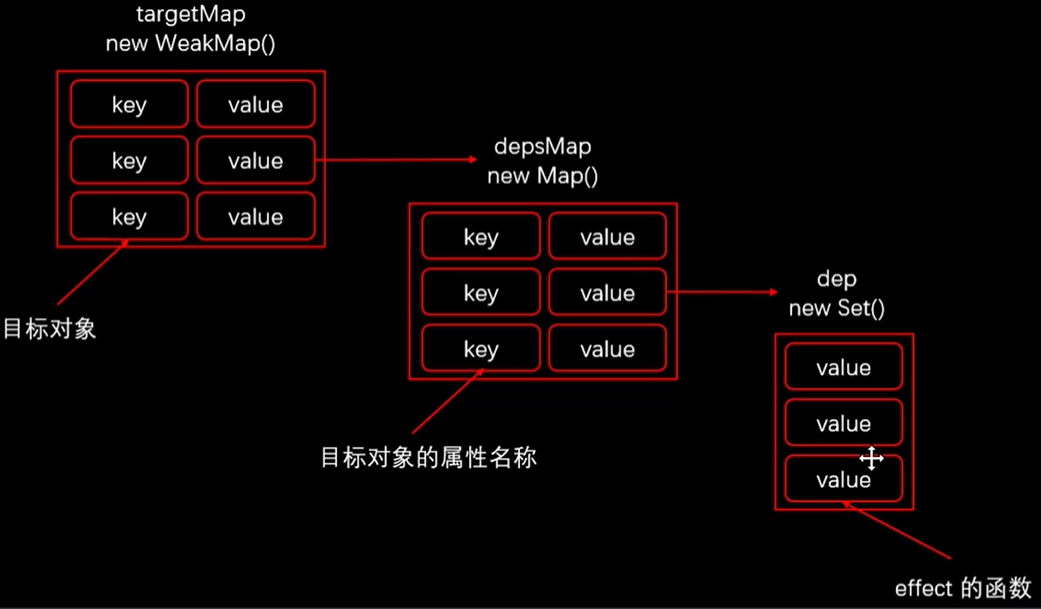 targetMap
new WeakMap()
key value
key value
key value
目标对象
depsMap
new Map()
key value
key value
key value
目标对象的属性名称
dep
new Set()
value
value
value
effect 的函数